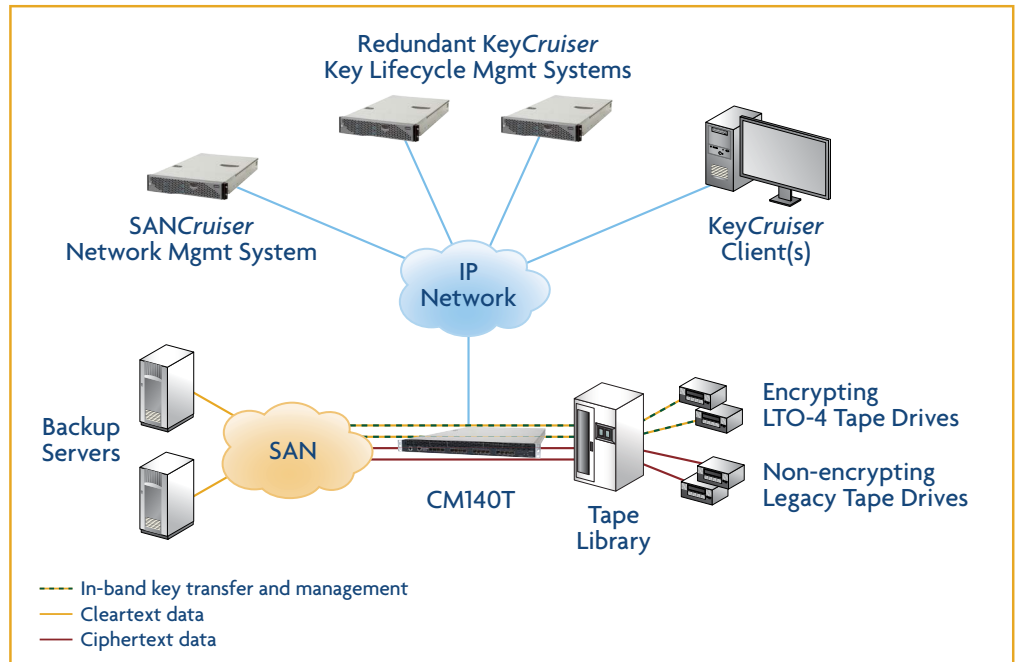 Redundant KeyCruiser
Key Lifecycle Mgmt Systems
SANCruiser
Network Mgmt System
KeyCruiser
Client(s)
IP
Network
Backup
Servers
SAN
CM140T
Tape
Library
Encrypting
LTO-4 Tape Drives
Non-encrypting
Legacy Tape Drives
In-band key transfer and management
Cleartext data
Ciphertext data